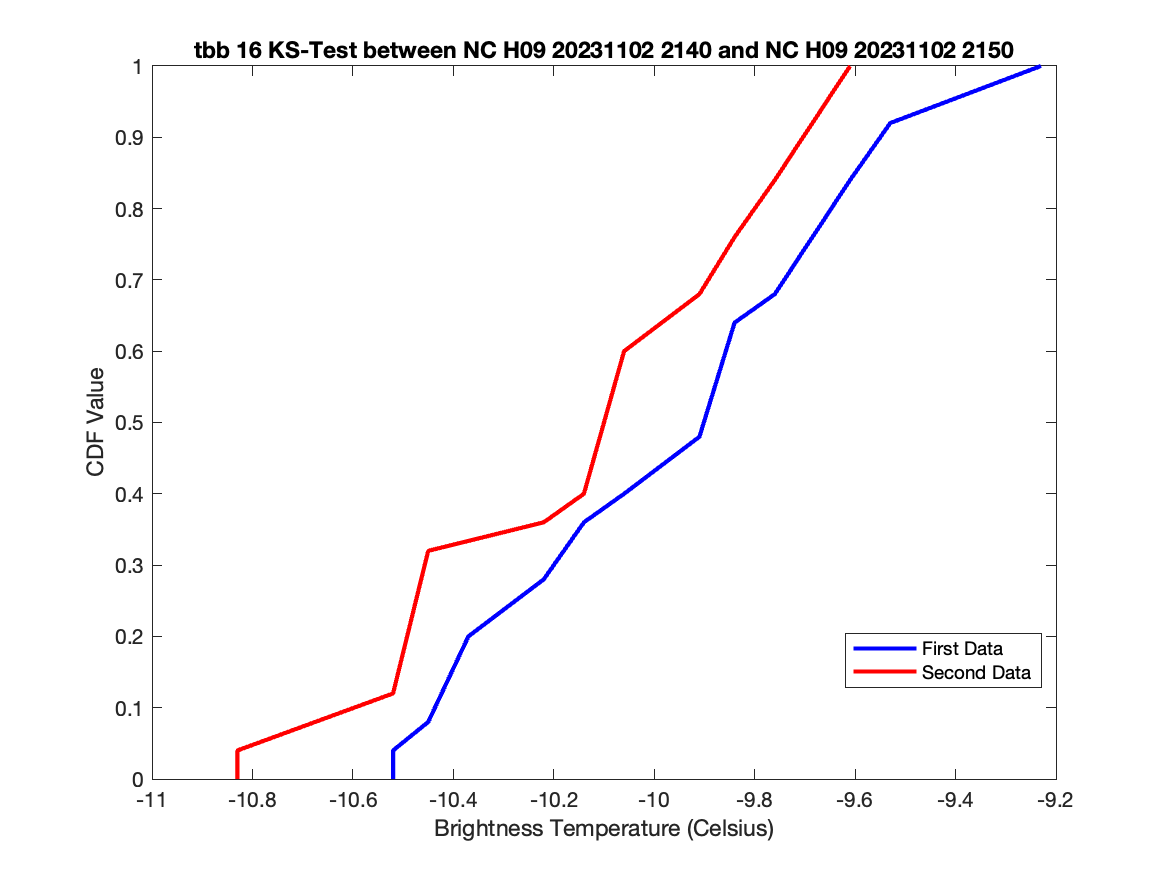 tbb 16 KS-Test between NC H09 20231102 2140 and NC H09 20231102 2150
1
0.9
0.8
0.7
0.6
0.5
0.4
0.3
0.2
0.1
0
CDF Value
First Data
Second Data
-11 -10.8 -10.6 -10.4 -10.2 -10 -9.8 -9.6 -9.4 -9.2
Brightness Temperature (Celsius)